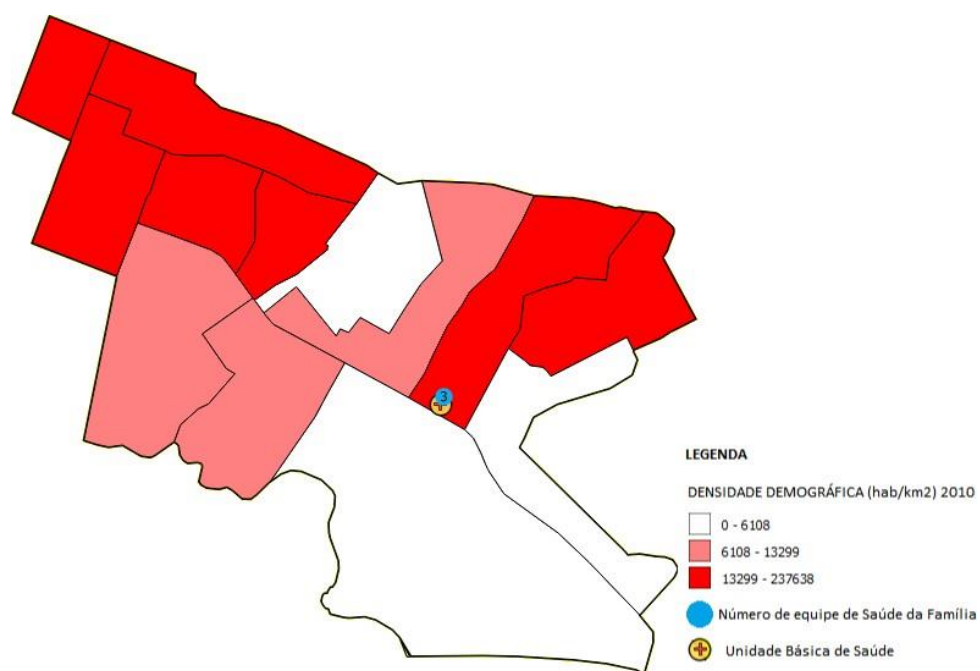 3
LEGENDA
DENSIDADE DEMOGRÁFICA (hab/km2) 2010
0 - 6108
6108 - 13299
13299 - 237638
Número de equipe de Saúde da Família
Unidade Básica de Saúde